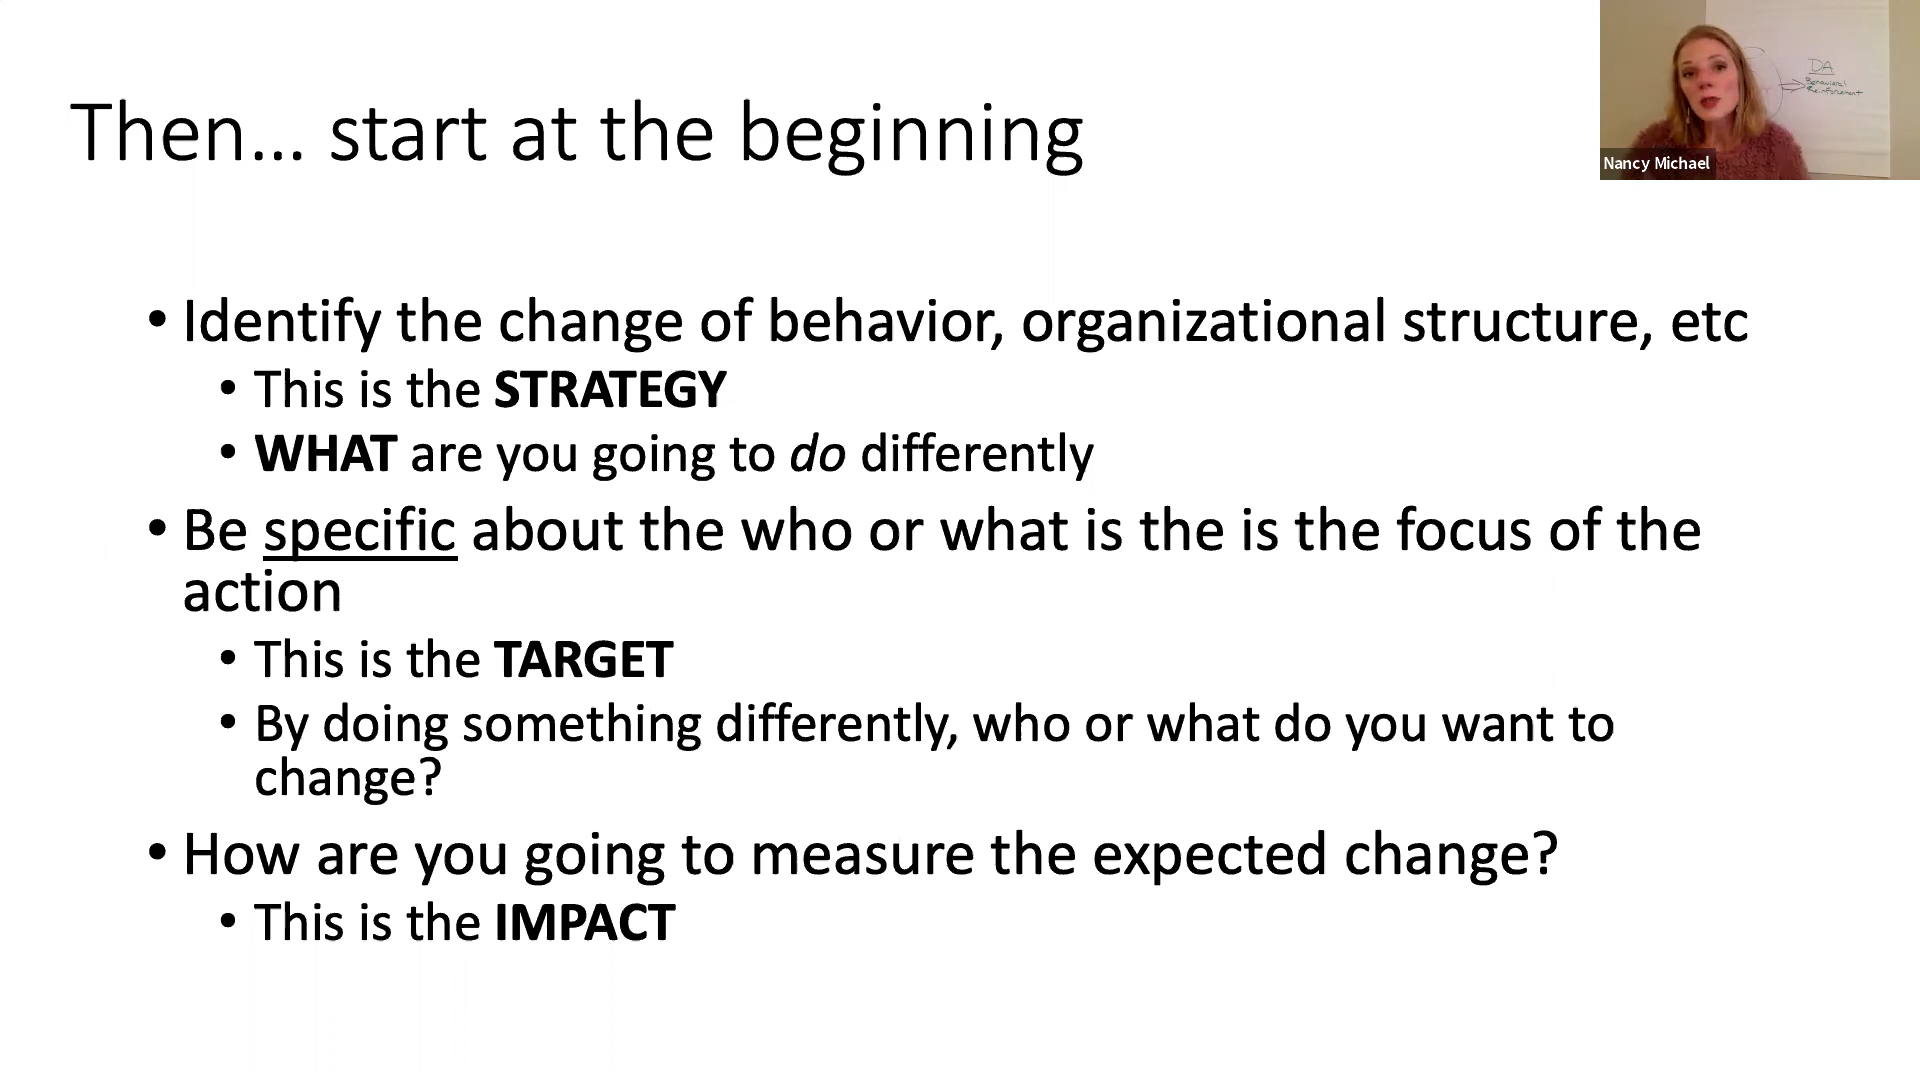 Then... start at the beginning
• Identify the change of behavior, organizational structure, etc
• This is the STRATEGY
• WHAT are you going to do differently
• Be specific about the who or what is the is the focus of the
action
• This is the TARGET
• By doing something differently, who or what do you want to
change?
• How are you going to measure the expected change?
• This is the IMPACT
DA
Behavioral
Reinforcement
Nancy Michael